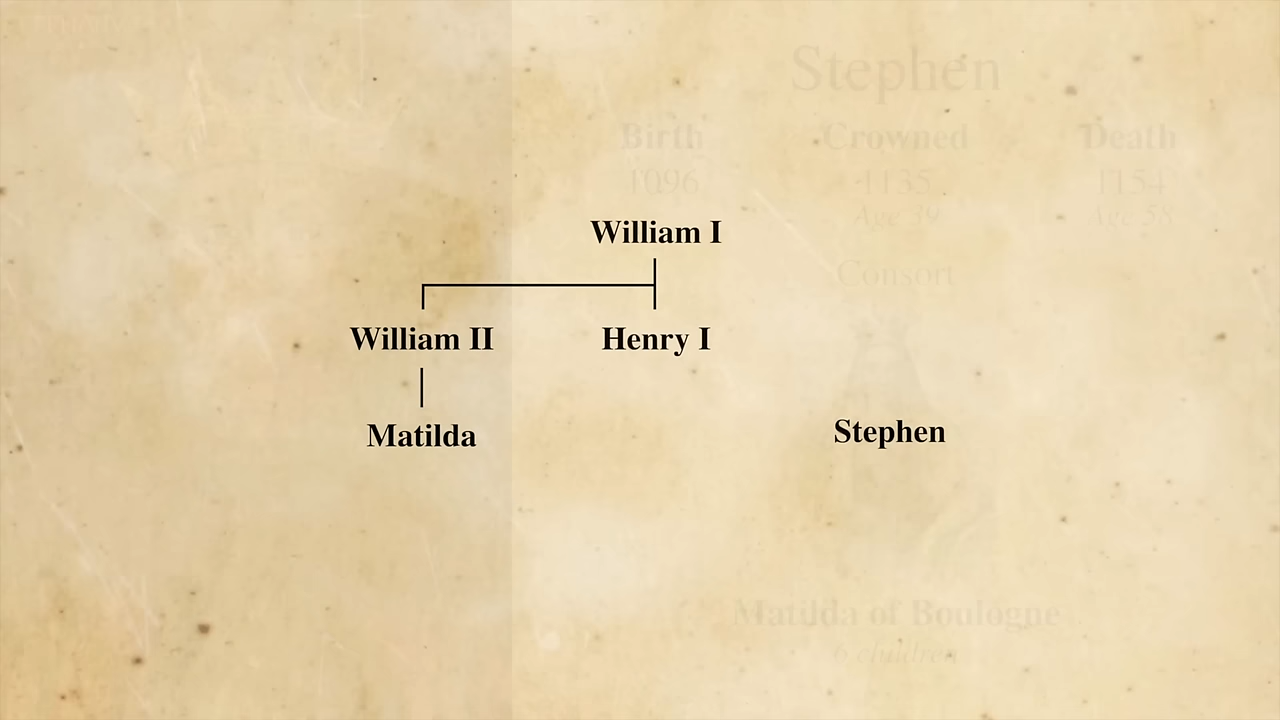 Stephen
Birth Crowned Death
1096 1135 1154
Age 39 Age 58
William I
Consort
William II Henry I
Matilda Stephen
Matilda of Boulogne
6 children